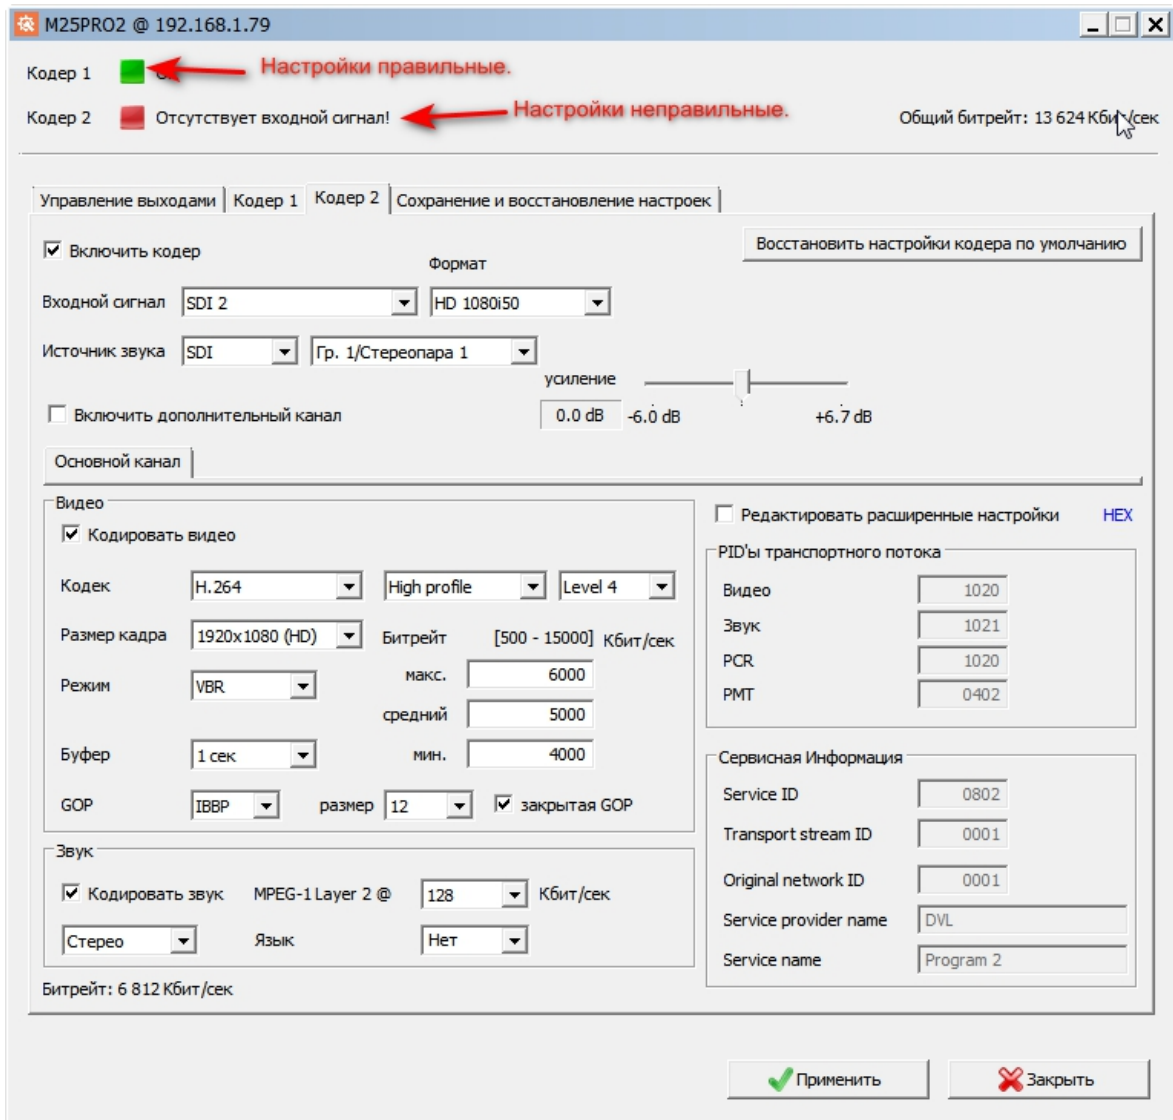 M25PRO2 @ 192.168.1.79
Кодер 1 Настройки правильные.
Кодер 2 Отсутствует входной сигнал! Настройки неправильные. Общий битрейт: 13 624 Кбит/сек
Управление выходами Кодер 1 Кодер 2 Сохранение и восстановление настроек
Включить кодер Восстановить настройки кодера по умолчанию
Формат
Входной сигнал SDI 2 HD 1080i50
Источник звука SDI Гр. 1/Стереопара 1
усиление
Включить дополнительный канал 0.0 dB -6.0 dB +6.7 dB
Основной канал
Видео
Кодировать видео
Кодек H.264 High profile Level 4
Размер кадра 1920x1080 (HD) Битрейт [500 - 15000] Кбит/сек
макс. 6000
Режим VBR
средний 5000
Буфер 1 сек мин. 4000
GOP IBBP размер 12 закрытая GOP
Звук
Кодировать звук MPEG-1 Layer 2 @ 128 Кбит/сек
Стерео Язык Нет
Битрейт: 6 812 Кбит/сек
Редактировать расширенные настройки HEX
PID'ы транспортного потока
Видео 1020
Звук 1021
PCR 1020
PMT 0402
Сервисная Информация
Service ID 0802
Transport stream ID 0001
Original network ID 0001
Service provider name DVL
Service name Program 2
Применить Закрыть